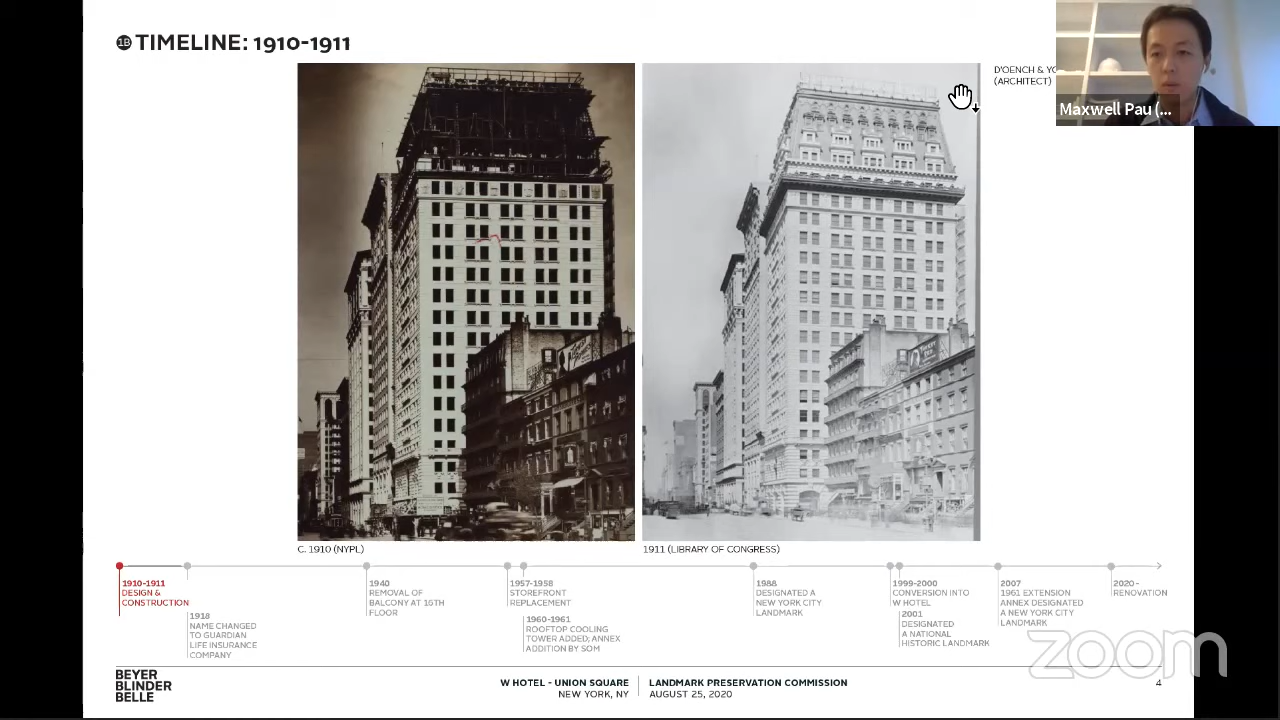 1B TIMELINE: 1910-1911
D'OENCH &
(ARCHITECT)
Maxwell Pau (...
C. 1910 (NYPL)
1911 (LIBRARY OF CONGRESS)
1910-1911
DESIGN &
CONSTRUCTION
1918
NAME CHANGED
TO GUARDIAN
LIFE INSURANCE
COMPANY
1940
REMOVAL OF
BALCONY AT 16TH
FLOOR
1957-1958
STOREFRONT
REPLACEMENT
1960-1961
ROOFTOP COOLING
TOWER ADDED; ANNEX
ADDITION BY SOM
1988
DESIGNATED A
NEW YORK CITY
LANDMARK
1999-2000
CONVERSION INTO
W HOTEL
2001
DESIGNATED
A NATIONAL
HISTORIC LANDMARK
2007
1961 EXTENSION
ANNEX DESIGNATED
A NEW YORK CITY
LANDMARK
2020-
RENOVATION
zoom
BEYER
BLINDER
BELLE
W HOTEL - UNION SQUARE
NEW YORK, NY
LANDMARK PRESERVATION COMMISSION
AUGUST 25, 2020
4